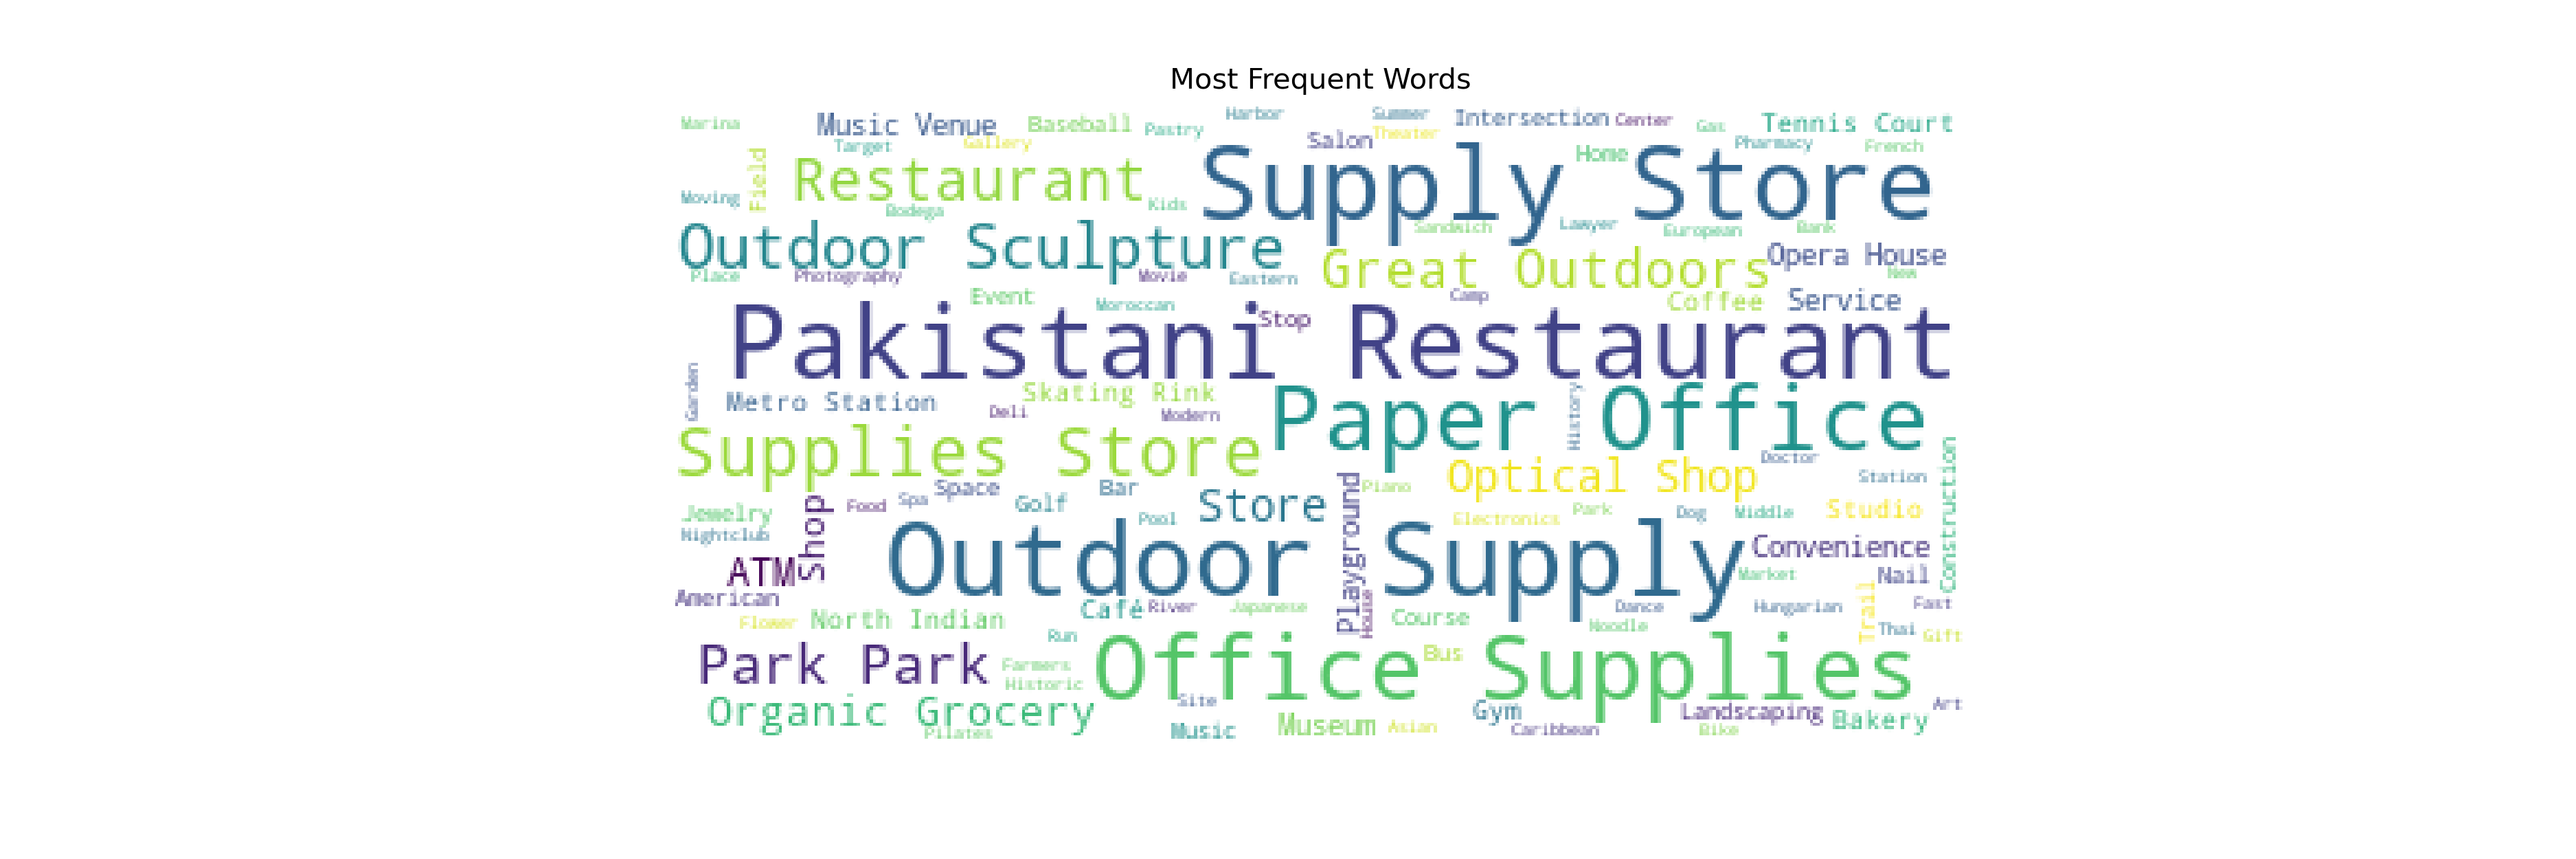 Most Frequent Words
Marina
Music Venue
Baseball
Pastry
Harbor
Summer
Intersection
Center
Gas
Tennis Court
Target
Gallery
Salon
Theater
Home
Pharmacy
French
Field
Restaurant
Supply Store
Moving
Bodega
Kids
Sandwich
Lawyer
European
Bank
Outdoor Sculpture
Great Outdoors
Opera House
Place
Photography
Movie
Eastern
New
Event
Moroccan
Camp
Coffee
Service
Stop
Pakistani Restaurant
Garden
Metro Station
Skating Rink
Deli
Modern
Paper Office
History
Supplies Store
Optical Shop
Doctor
Station
Construction
Jewelry
Shop
Food
Spa
Space
Golf
Bar
Pool
Store
Playground
Piano
Electronics
Park
Dog
Middle
Studio
Nightclub
ATM
Outdoor Supply
Convenience
Market
Nail
American
Café
River
Japanese
House
Course
Dance
Hungarian
Trail
Fast
Flower
North Indian
Run
Noodle
Thai
Gift
Park Park
Farmers
Historic
Office Supplies
Bus
Organic Grocery
Site
Gym
Landscaping
Bakery
Art
Pilates
Music
Museum
Asian
Caribbean
Bike